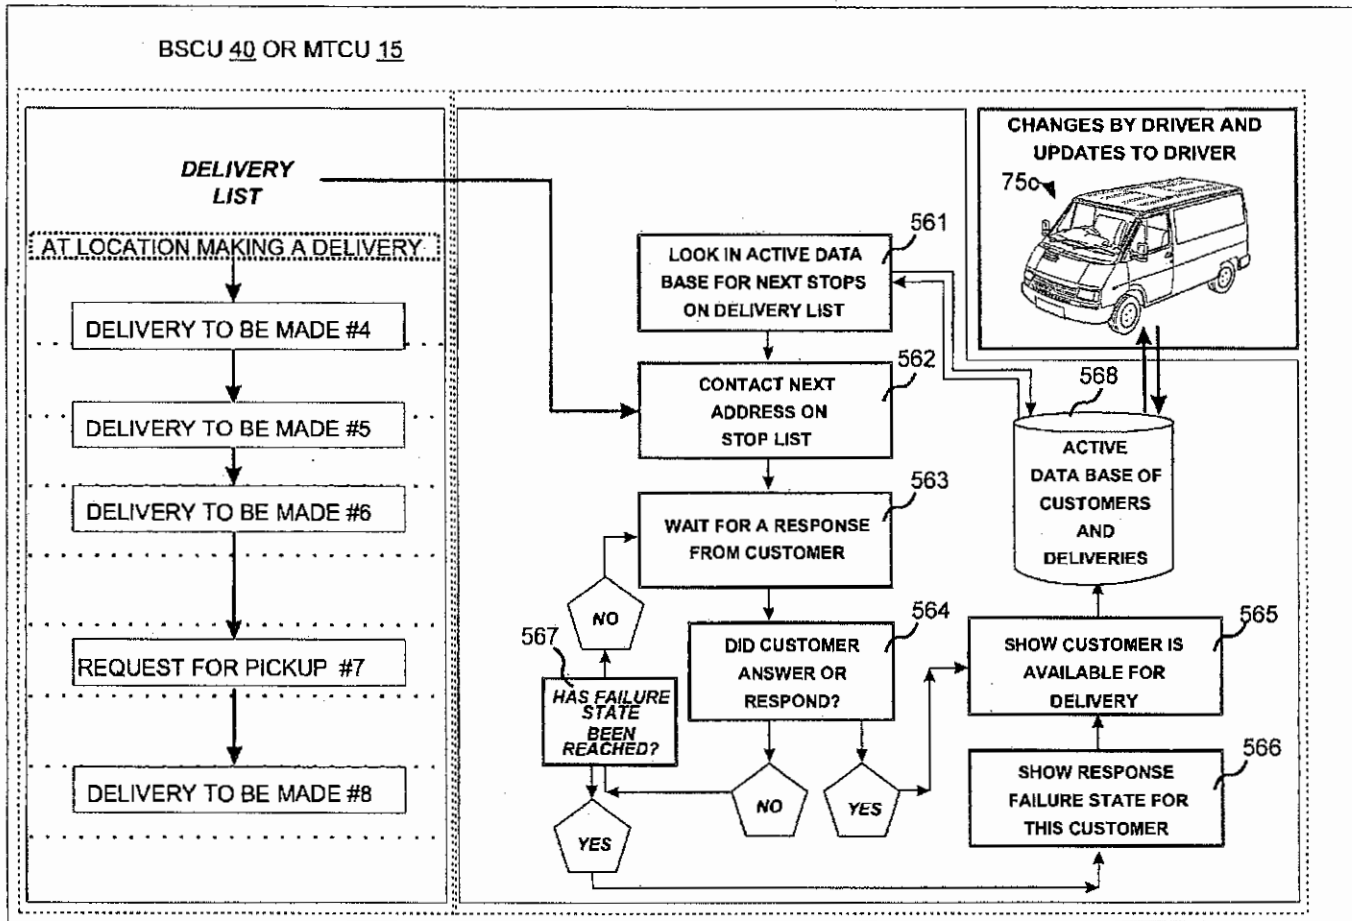 BSCU 40 OR MTCU 15
DELIVERY
LIST
AT LOCATION MAKING A DELIVERY
DELIVERY TO BE MADE #4
DELIVERY TO BE MADE #5
DELIVERY TO BE MADE #6
REQUEST FOR PICKUP #7
DELIVERY TO BE MADE #8
CHANGES BY DRIVER AND
UPDATES TO DRIVER
75c
561
LOOK IN ACTIVE DATA
BASE FOR NEXT STOPS
ON DELIVERY LIST
562
CONTACT NEXT
ADDRESS ON
STOP LIST
563
WAIT FOR A RESPONSE
FROM CUSTOMER
NO
564
DID CUSTOMER
ANSWER OR
RESPOND?
567
HAS FAILURE
STATE
BEEN
REACHED?
NO
YES
YES
568
ACTIVE
DATA BASE OF
CUSTOMERS
AND
DELIVERIES
565
SHOW CUSTOMER IS
AVAILABLE FOR
DELIVERY
566
SHOW RESPONSE
FAILURE STATE FOR
THIS CUSTOMER